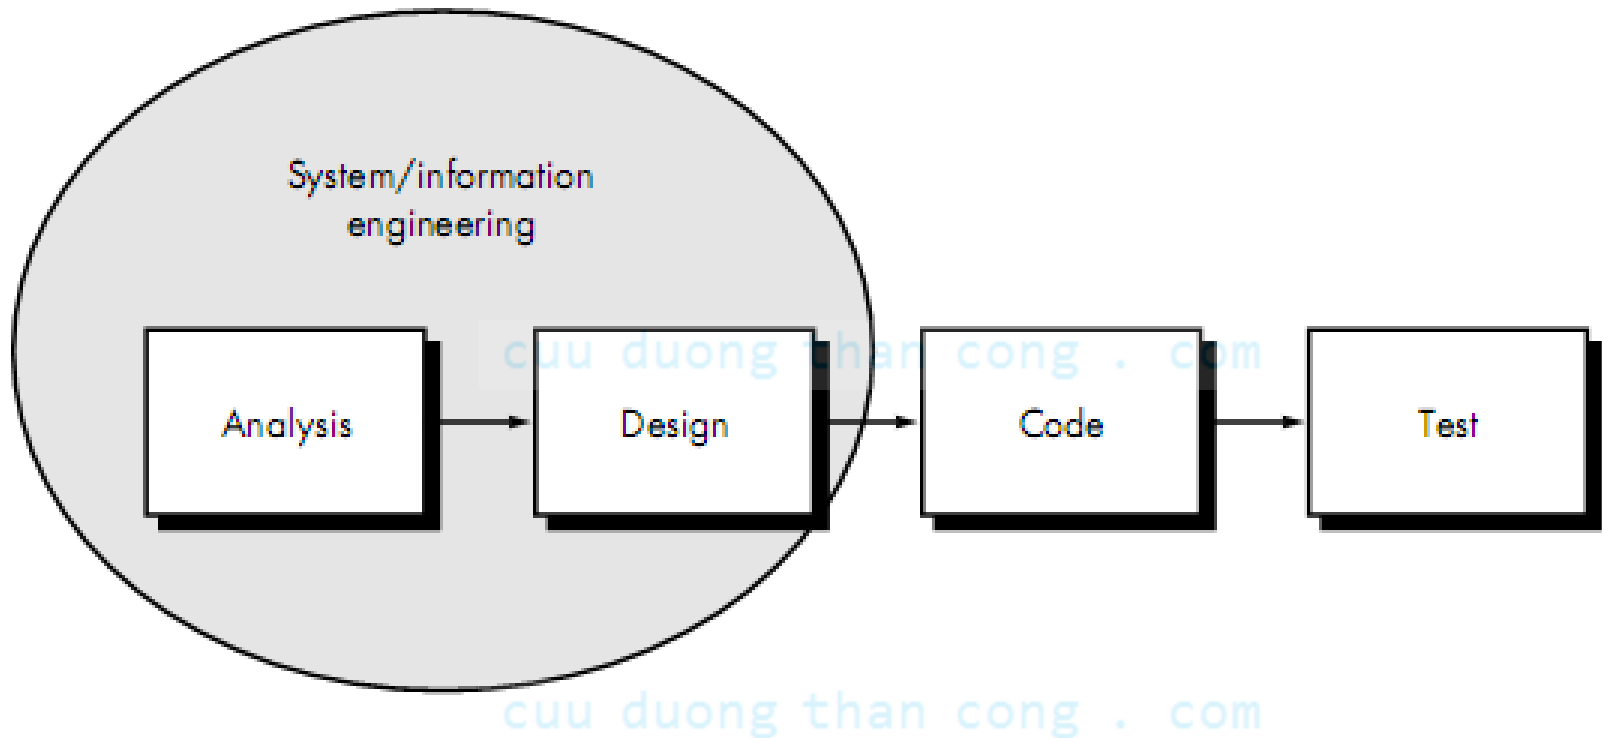 System/information
engineering
cuu duong than cong . com
Analysis
Design
Code
Test
cuu duong than cong . com